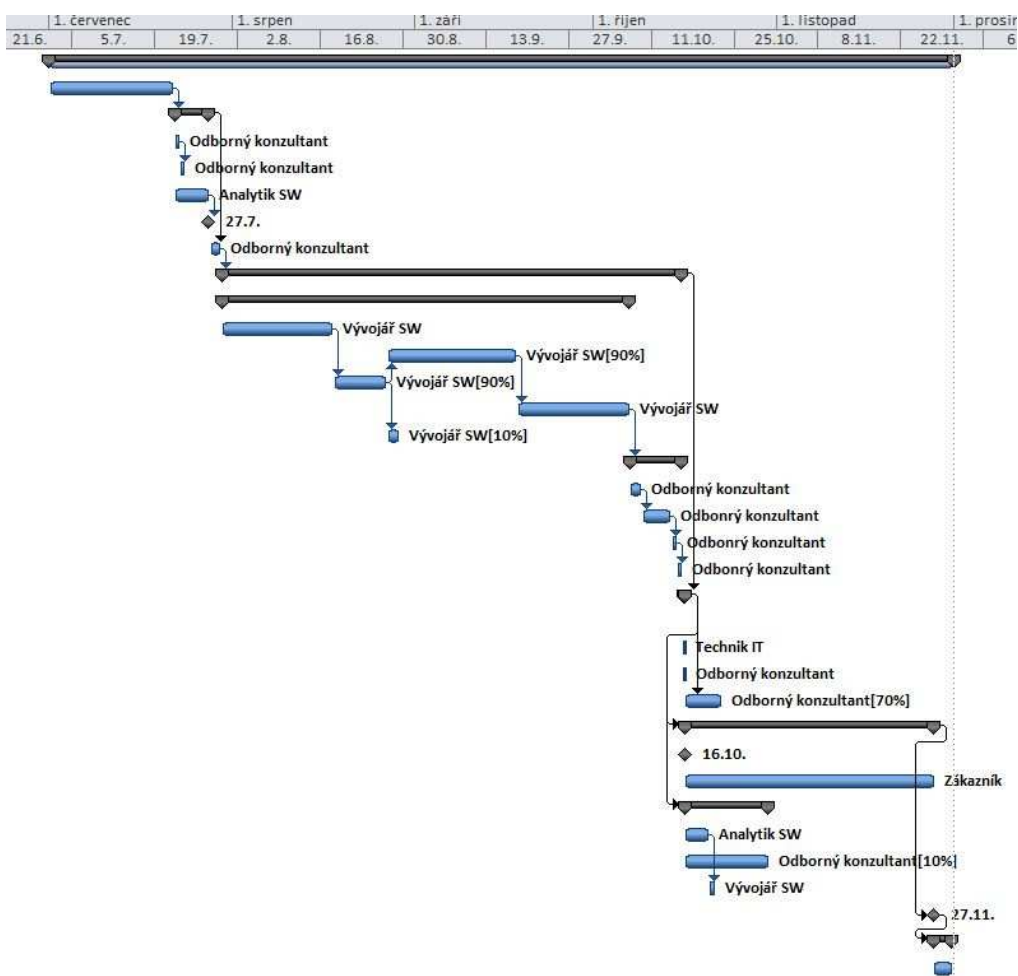 1. červenec 1. srpen 1. září 1. říjen 1. listopad 1. prosin
21.6. 5.7. 19.7. 2.8. 16.8. 30.8. 13.9. 27.9. 11.10. 25.10. 8.11. 22.11. 6
Odborný konzultant
Odborný konzultant
Analytik SW
27.7.
Odborný konzultant
Vývojář SW
Vývojář SW[90%]
Vývojář SW[90%]
Vývojář SW
Vývojář SW[10%]
Odborný konzultant
Odbonrý konzultant
Odbonrý konzultant
Odbonrý konzultant
Technik IT
Odborný konzultant
Odborný konzultant[70%]
16.10.
Zákazník
Analytik SW
Odborný konzultant[10%]
Vývojář SW
27.11.